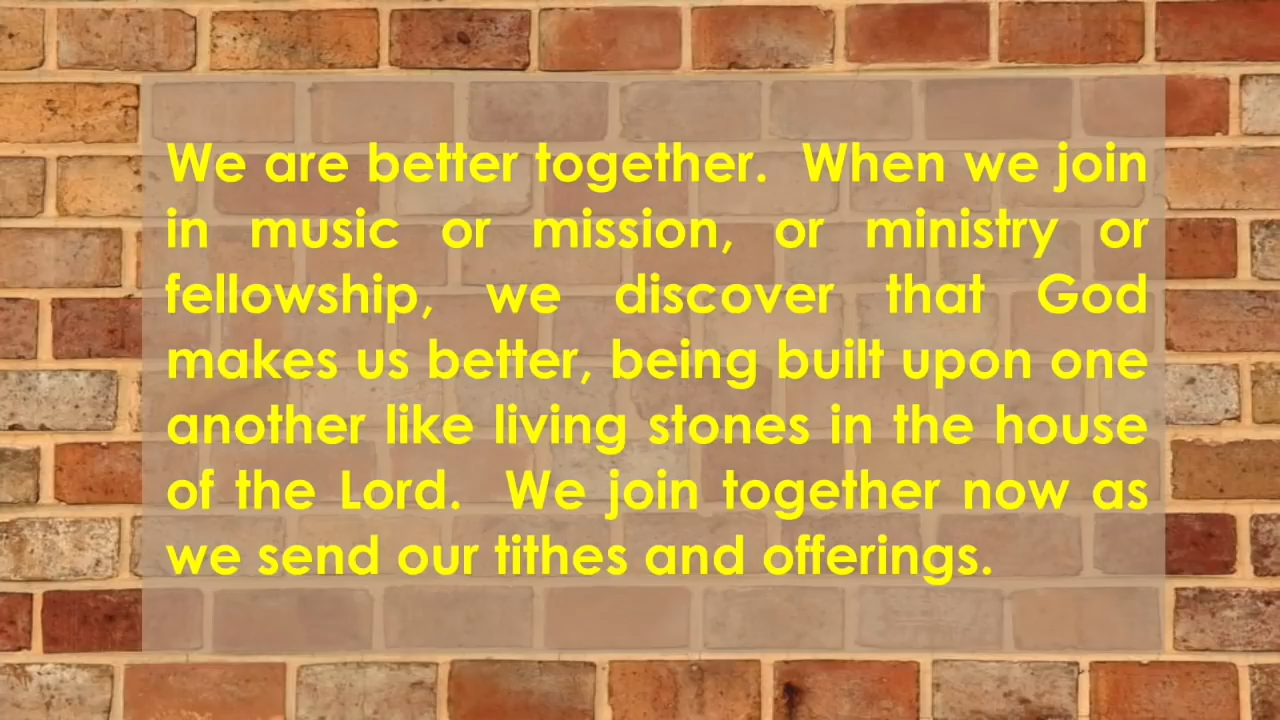 We are better together.  When we join
in music or mission, or ministry or
fellowship, we discover that God
makes us better, being built upon one
another like living stones in the house
of the Lord.  We join together now as
we send our tithes and offerings.